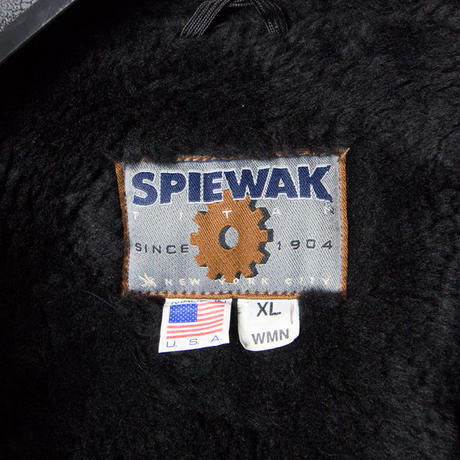 SPIEWAK
TITAN
SINCE 1904
NEW YORK CITY
U.S.A.
XL
WMN